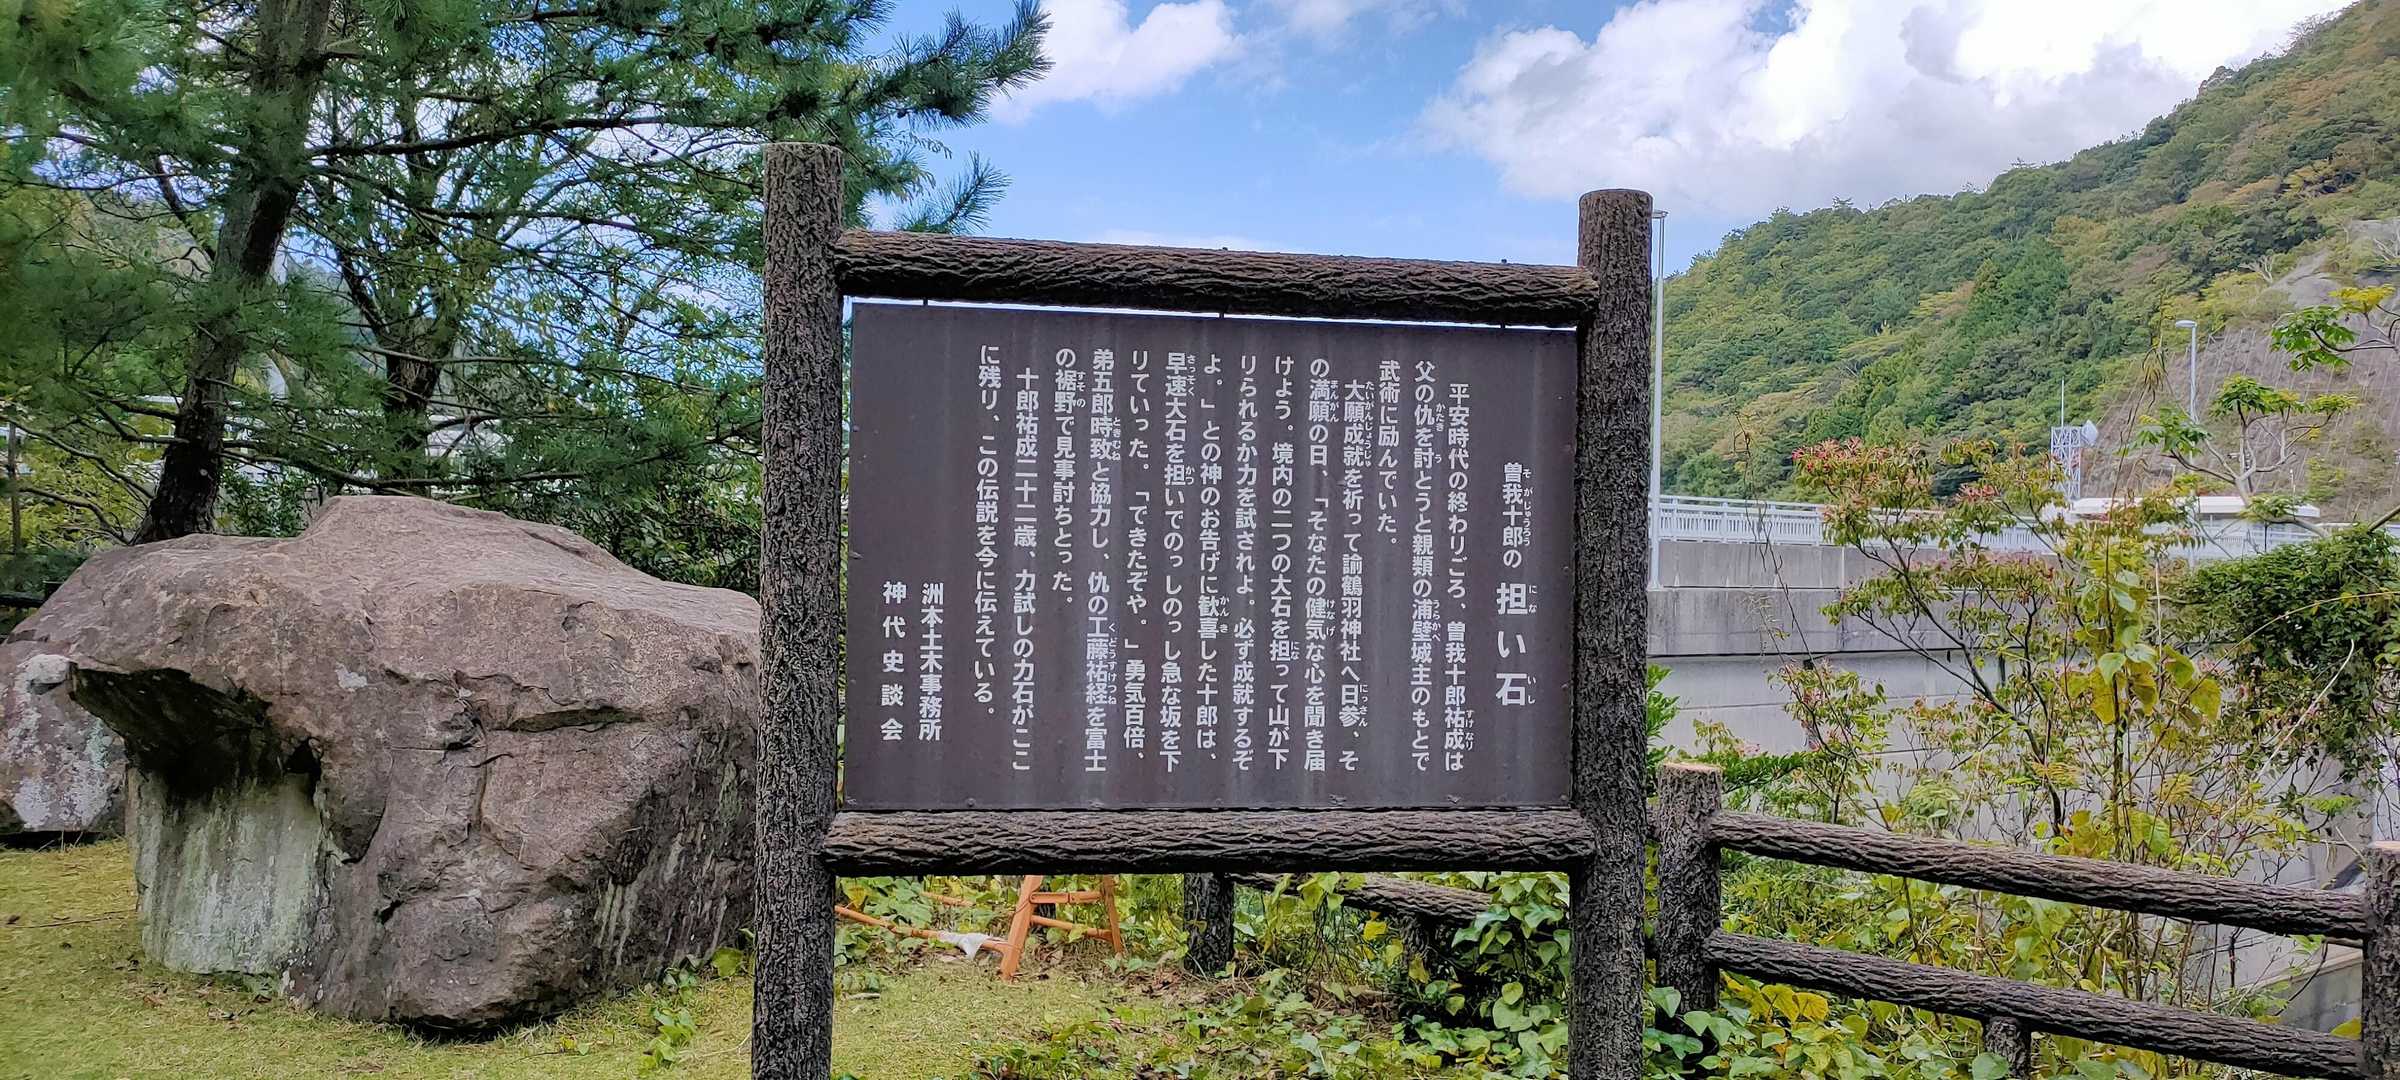 曽我十郎の 担い石
平安時代の終わりごろ、曽我十郎祐成は
父の仇を討とうと親類の浦壁城主のもとで
武術に励んでいた。
大願成就を祈って諭鶴羽神社へ日参、そ
の満願の日、「そなたの健気な心を聞き届
けよう。境内の二つの大石を担って山が下
りられるか力を試されよ。必ず成就するぞ
よ。」との神のお告げに歓喜した十郎は、
早速大石を担いでのっしのっし急な坂を下
りていった。「できたぞや。」勇気百倍、
弟五郎時致と協力し、仇の工藤祐経を富士
の裾野で見事討ちとった。
十郎祐成二十二歳、力試しの力石がここ
に残り、この伝説を今に伝えている。
洲本土木事務所
神代史談会